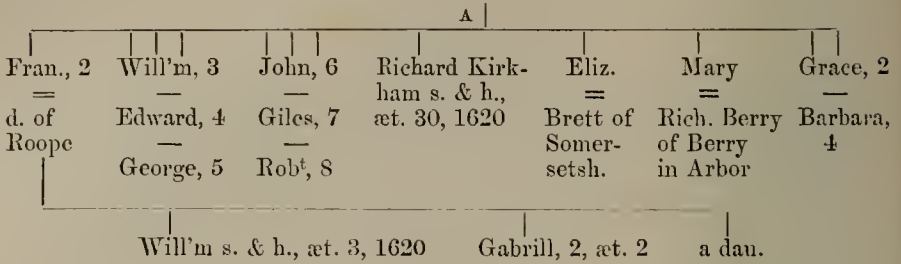 A
Fran., 2 Will'm, 3 John, 6 Richard Kirk- Eliz. Mary Grace, 2
= — — ham s. & h., = = —
d. of Edward, 4 Giles, 7 æt. 30, 1620 Brett of Rich. Berry Barbara,
Roope — — Somer- of Berry 4
George, 5 Robᵗ, 8 setsh. in Arbor
Will'm s. & h., æt. 3, 1620 Gabrill, 2, æt. 2 a dau.